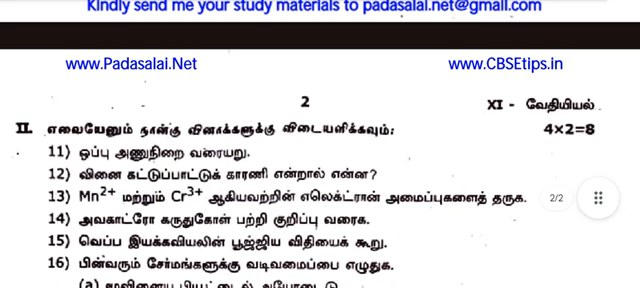 Kindly send me your study materials to padasalai.net@gmail.com
www.Padasalai.Net www.CBSEtips.in
2 XI - வேதியியல்
II. எவையேனும் நான்கு வினாக்களுக்கு விடையளிக்கவும்: 4×2=8
11) ஒப்பு அணுநிறை வரையறு.
12) வினை கட்டுப்பாட்டுக் காரணி என்றால் என்ன?
13) Mn²⁺ மற்றும் Cr³⁺ ஆகியவற்றின் எலெக்ட்ரான் அமைப்புகளைத் தருக. 2/2
14) அவகாட்ரோ கருதுகோள் பற்றி குறிப்பு வரைக.
15) வெப்ப இயக்கவியலின் பூஜ்ஜிய விதியைக் கூறு.
16) பின்வரும் சேர்மங்களுக்கு வடிவமைப்பை எழுதுக.
(a)